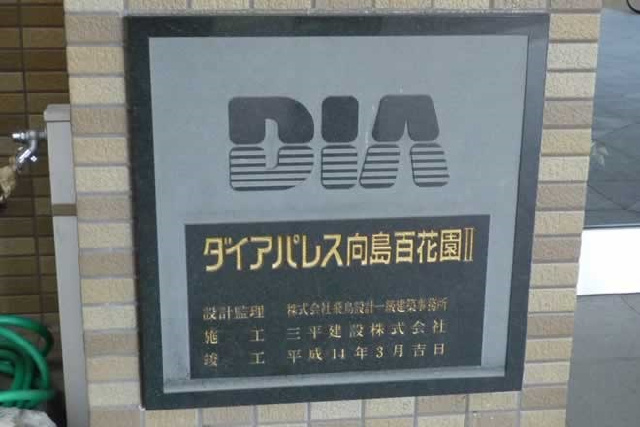 DIA
ダイアパレス向島百花園II
設計監理 株式会社飛鳥設計一級建築事務所
施工 三平建設株式会社
竣工 平成14年3月吉日